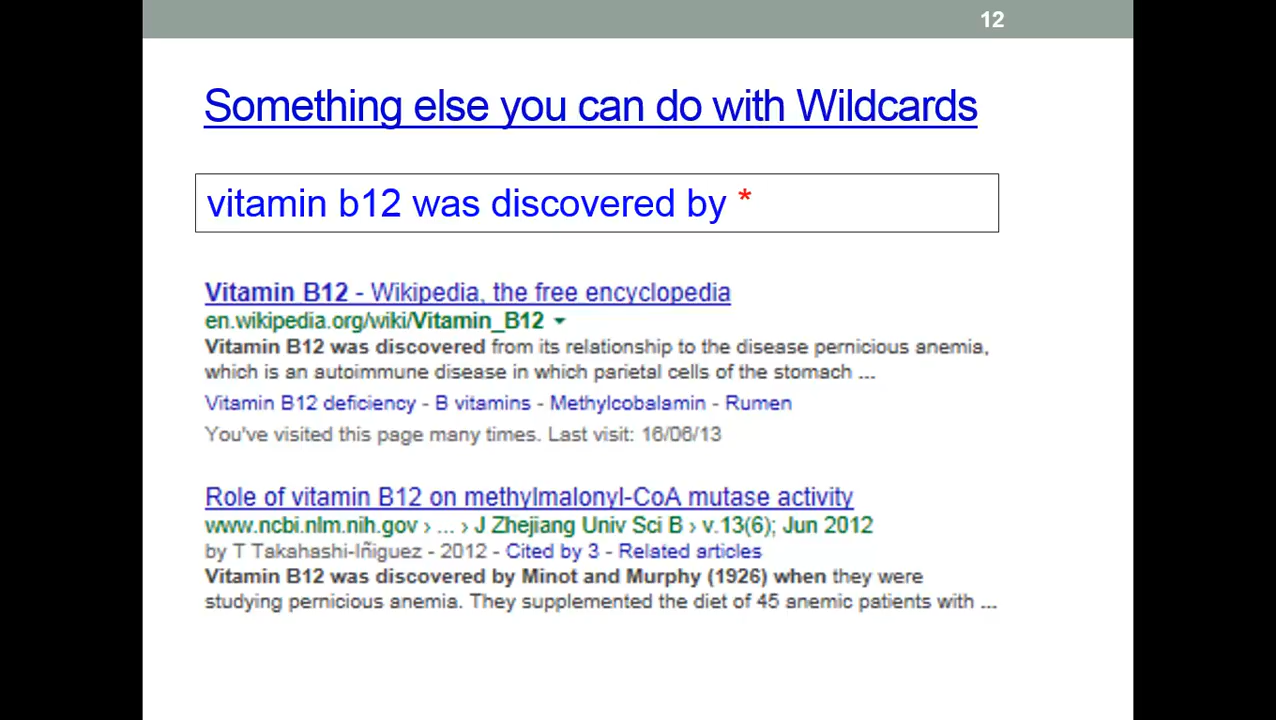 12
Something else you can do with Wildcards
vitamin b12 was discovered by *
Vitamin B12 - Wikipedia, the free encyclopedia
en.wikipedia.org/wiki/Vitamin_B12
Vitamin B12 was discovered from its relationship to the disease pernicious anemia,
which is an autoimmune disease in which parietal cells of the stomach ...
Vitamin B12 deficiency - B vitamins - Methylcobalamin - Rumen
You've visited this page many times. Last visit: 16/06/13
Role of vitamin B12 on methylmalonyl-CoA mutase activity
www.ncbi.nlm.nih.gov › ... › J Zhejiang Univ Sci B › v.13(6); Jun 2012
by T Takahashi-Iñiguez - 2012 - Cited by 3 - Related articles
Vitamin B12 was discovered by Minot and Murphy (1926) when they were
studying pernicious anemia. They supplemented the diet of 45 anemic patients with ...